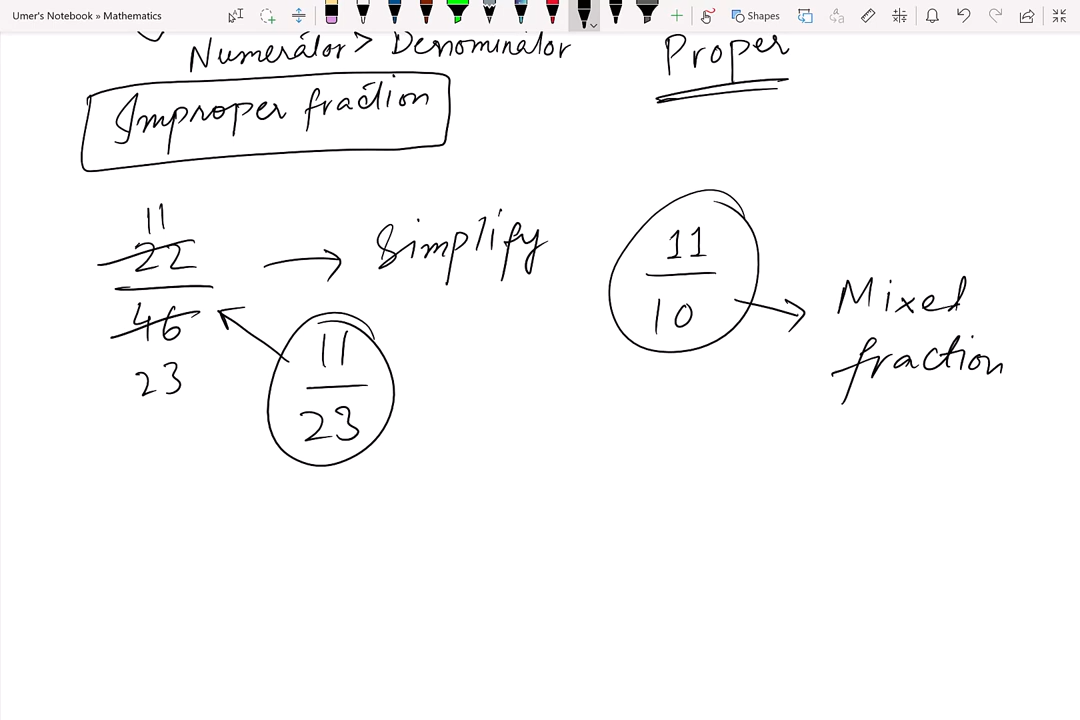 Umer's Notebook » Mathematics
Shapes
Numerator > Denominator
Proper
Improper fraction
11
22
46
23
Simplify
11
23
11
10
Mixed
fraction